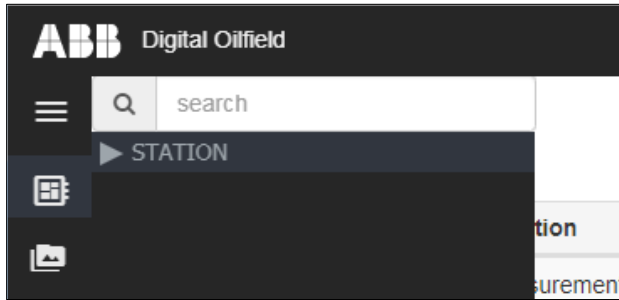 ABB Digital Oilfield
search
STATION
tion
surement